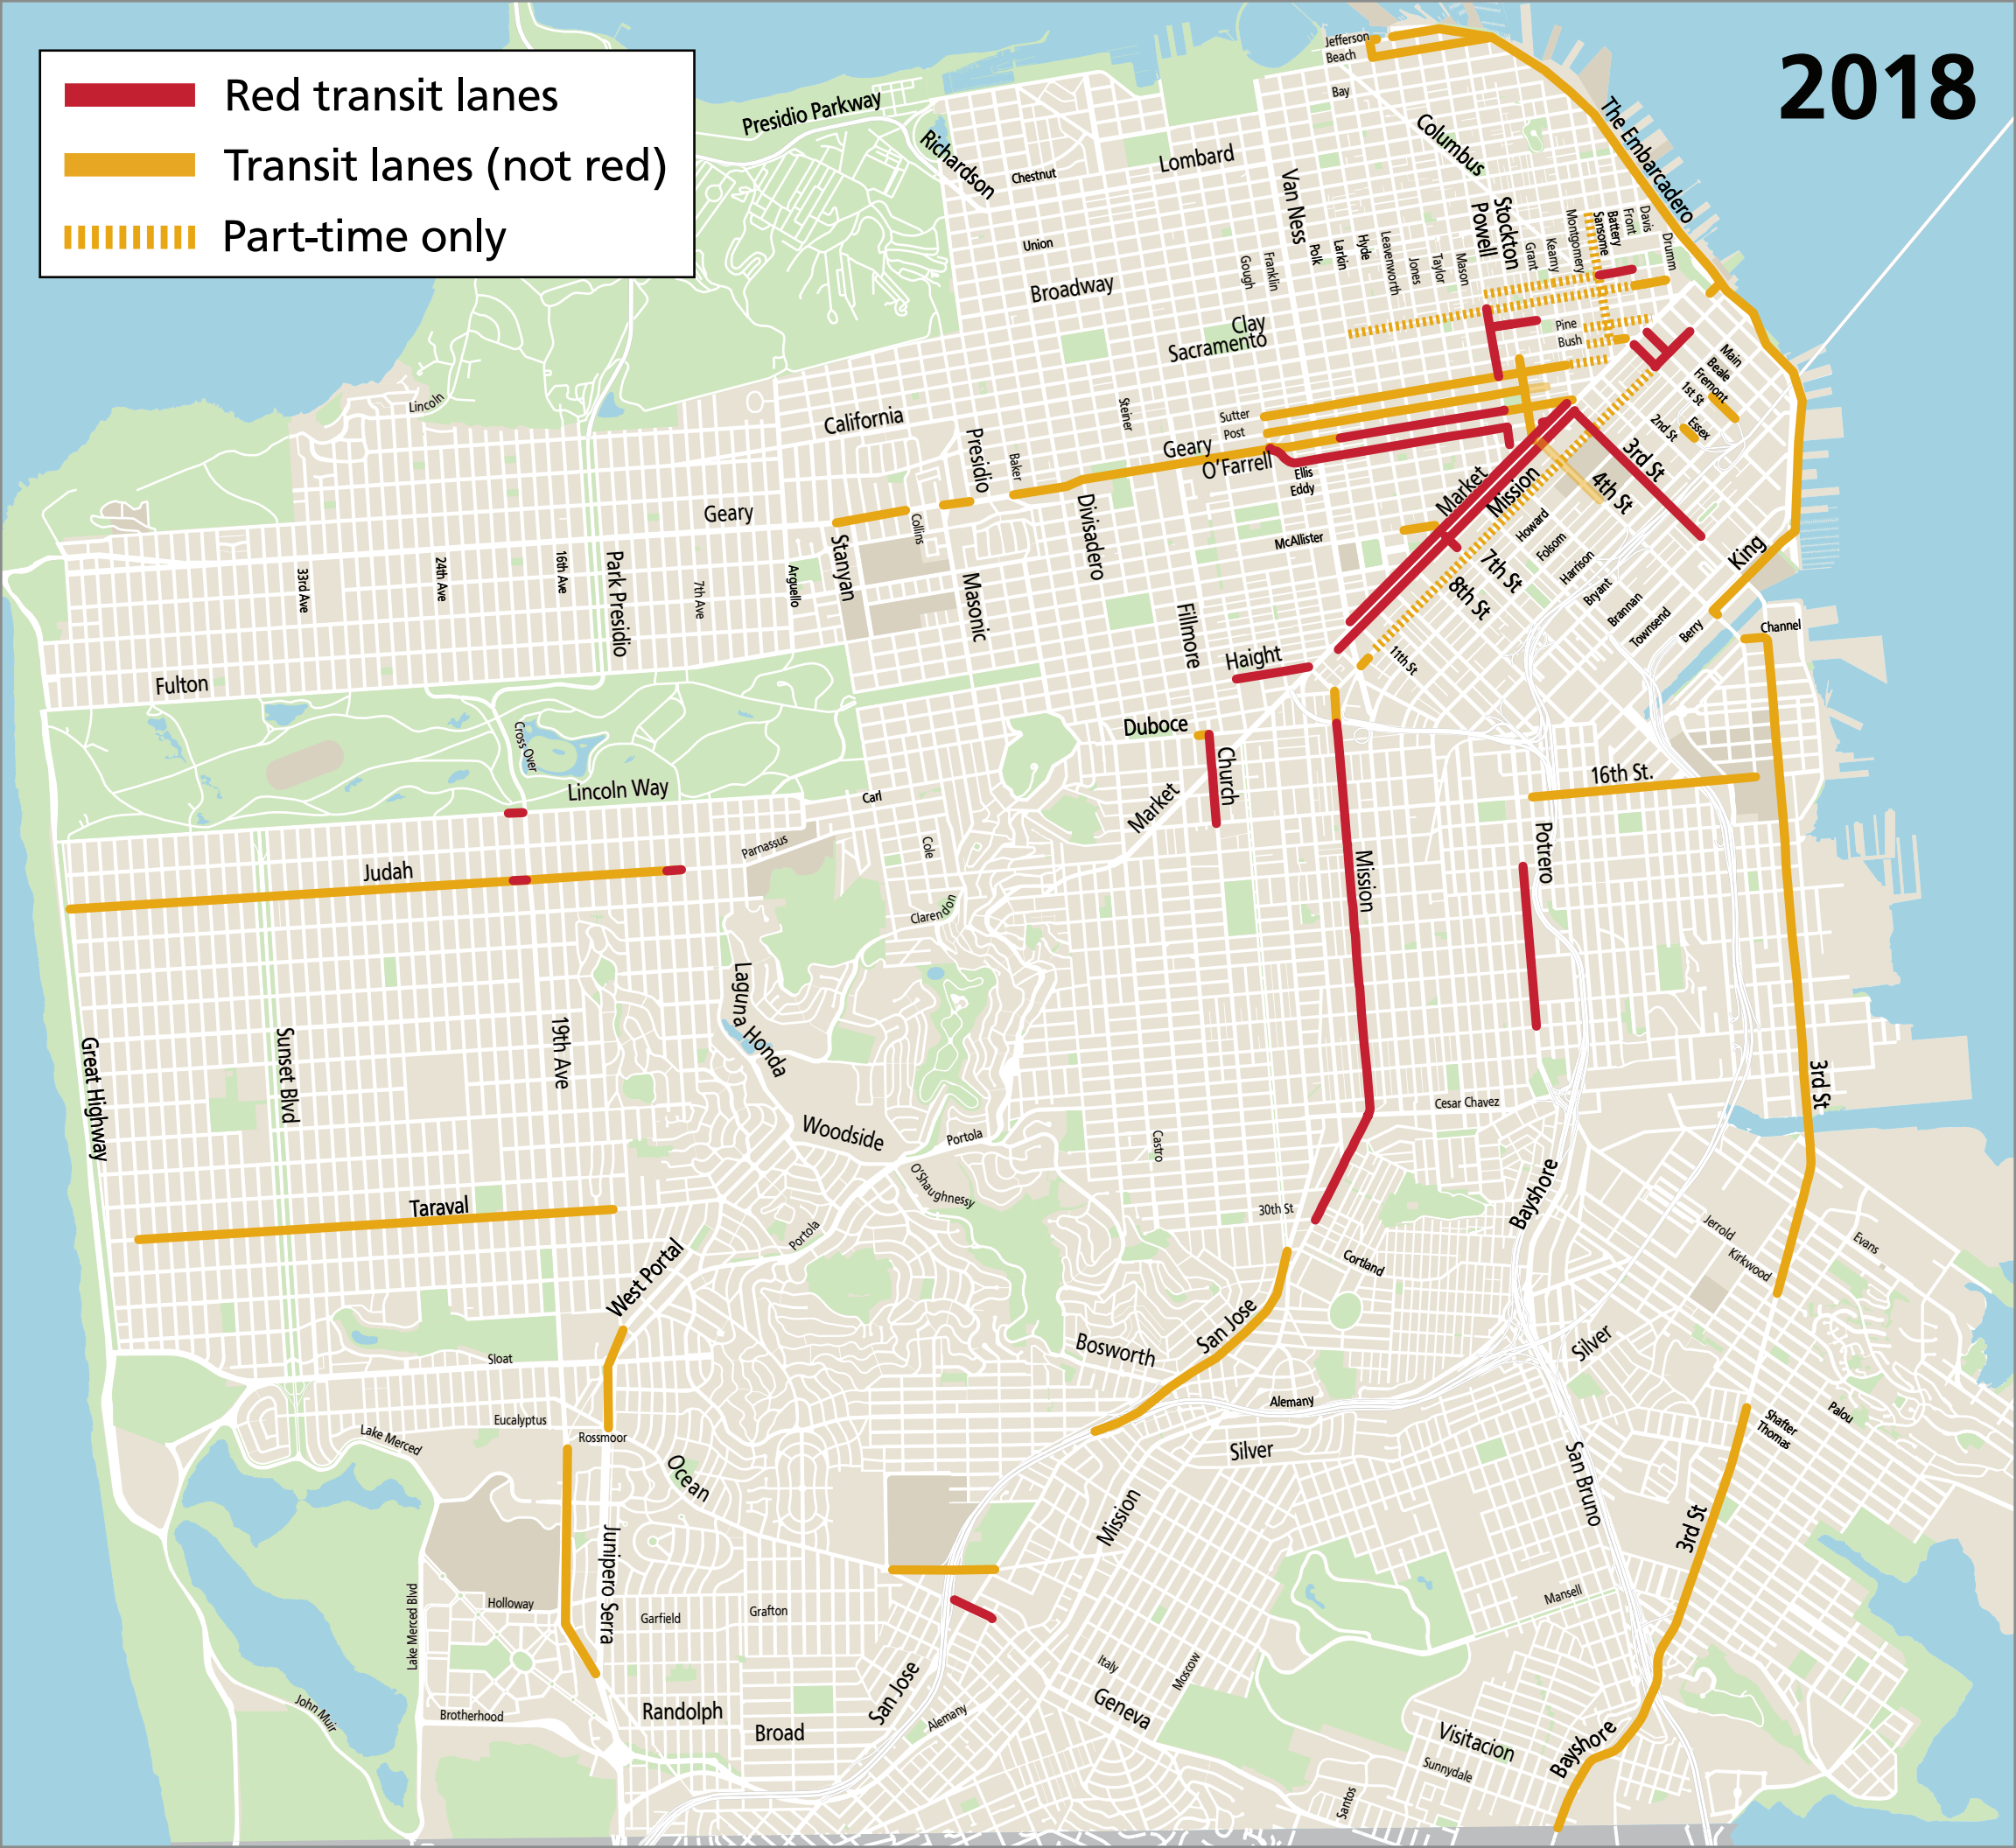 2018
Red transit lanes
Transit lanes (not red)
Part-time only
Jefferson
Beach
Bay
Presidio Parkway
Richardson
Chestnut
Lombard
Columbus
The Embarcadero
Van Ness
Union
Broadway
Gough
Franklin
Polk
Larkin
Hyde
Leavenworth
Jones
Taylor
Mason
Powell
Stockton
Grant
Kearny
Montgomery
Sansome
Battery
Front
Davis
Drumm
Clay
Sacramento
Pine
Bush
Main
Beale
Fremont
1st St
Essex
2nd St
Lincoln
California
Presidio
Baker
Steiner
Sutter
Post
Geary
O'Farrell
Ellis
Eddy
Market
Mission
3rd St
4th St
Geary
Collins
Stanyan
Divisadero
McAllister
Howard
Folsom
Harrison
Bryant
Brannan
Townsend
Berry
King
Channel
7th St
8th St
11th St
33rd Ave
24th Ave
16th Ave
Park Presidio
7th Ave
Arguello
Masonic
Fillmore
Haight
Fulton
Cross Over
Duboce
Church
Market
Lincoln Way
Carl
Parnassus
Cole
16th St.
Potrero
Judah
Mission
Clarendon
Laguna Honda
Great Highway
Sunset Blvd
19th Ave
Woodside
Portola
O'Shaughnessy
Castro
Cesar Chavez
3rd St
Bayshore
Taraval
Portola
30th St
Cortland
Jerrold
Kirkwood
Evans
West Portal
San Jose
Bosworth
Silver
Sloat
Alemany
Eucalyptus
Rossmoor
Lake Merced
Ocean
Silver
San Bruno
Shafter
Thomas
Palou
Mission
3rd St
Junipero Serra
Lake Merced Blvd
Holloway
Garfield
Grafton
Mansell
Italy
Moscow
San Jose
Geneva
John Muir
Brotherhood
Randolph
Broad
Alemany
Visitacion
Sunnydale
Bayshore
Santos